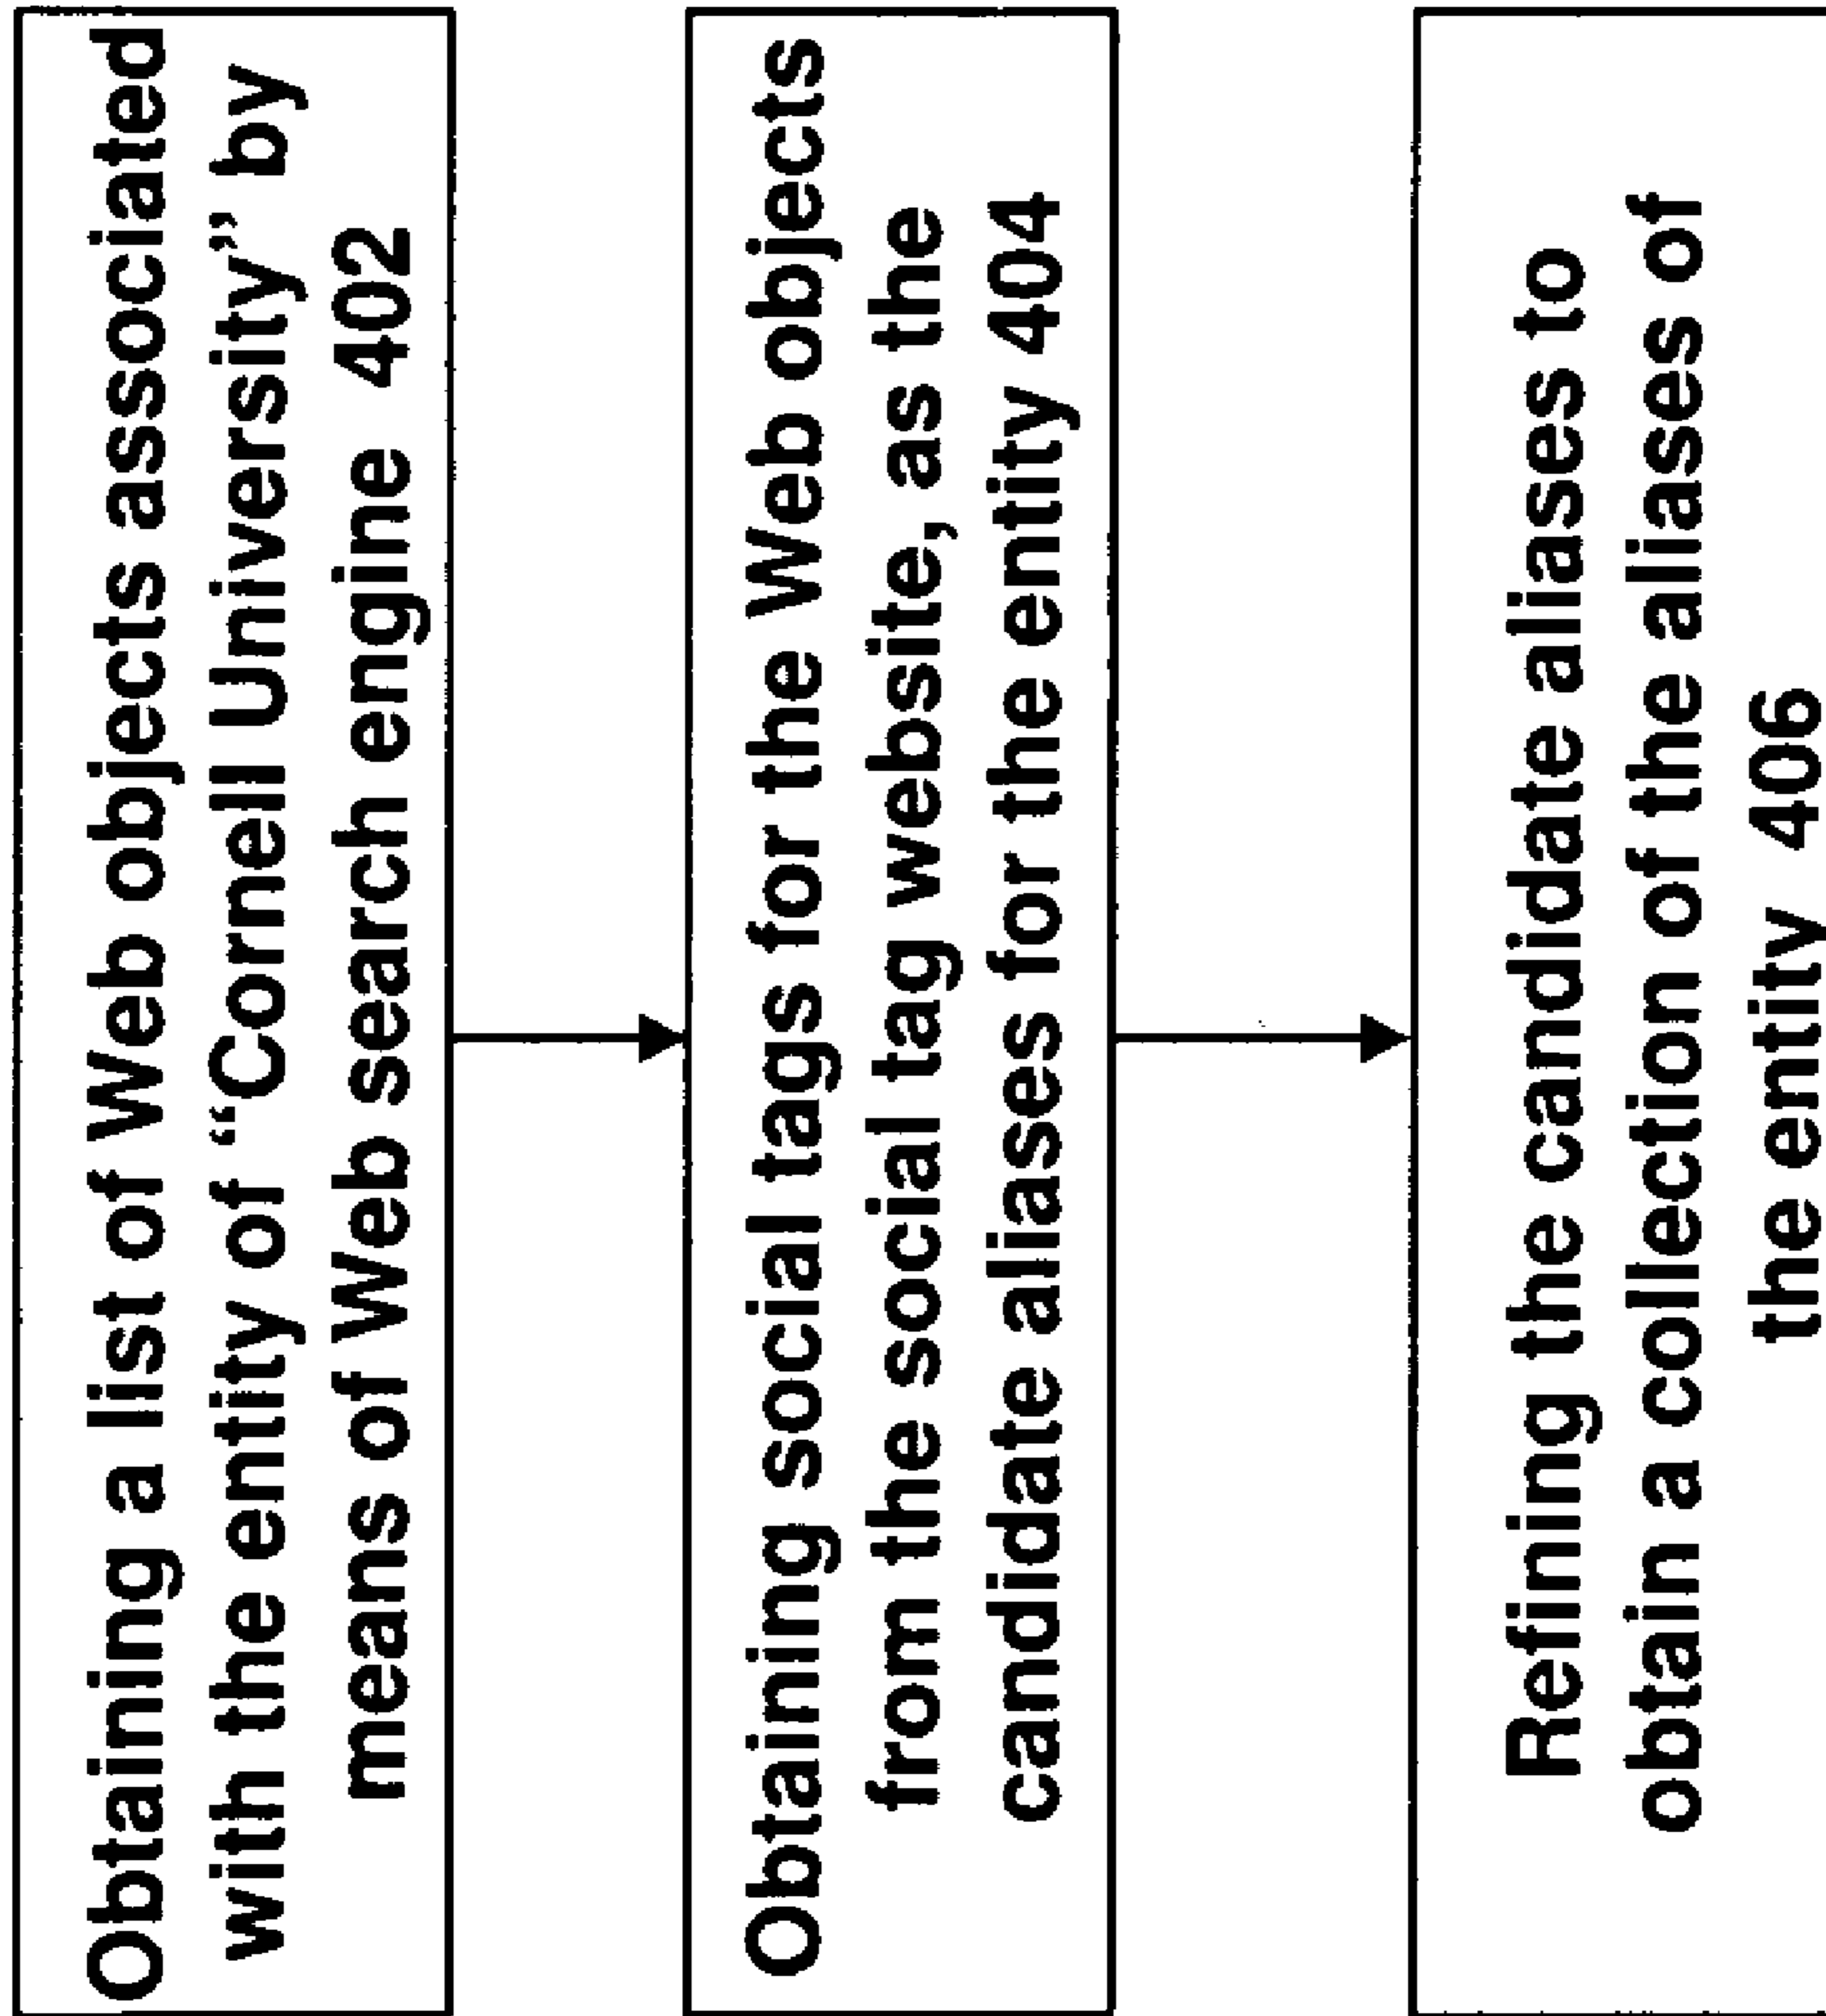 Obtaining a list of Web objects associated
with the entity of “Cornell University” by
means of Web search engine 402
Obtaining social tags for the Web objects
from the social tag website, as the
candidate aliases for the entity 404
Refining the candidate aliases to
obtain a collection of the aliases of
the entity 406